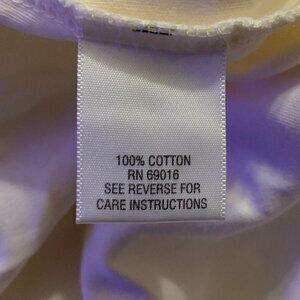 100% COTTON
RN 69016
SEE REVERSE FOR
CARE INSTRUCTIONS